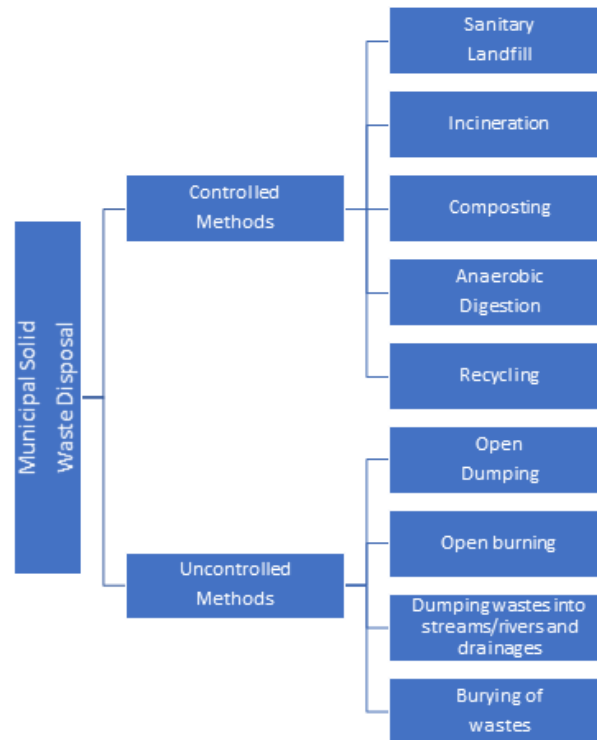 Municipal Solid
Waste Disposal
Controlled
Methods
Sanitary
Landfill
Incineration
Composting
Anaerobic
Digestion
Recycling
Uncontrolled
Methods
Open
Dumping
Open burning
Dumping wastes into
streams/rivers and
drainages
Burying of
wastes